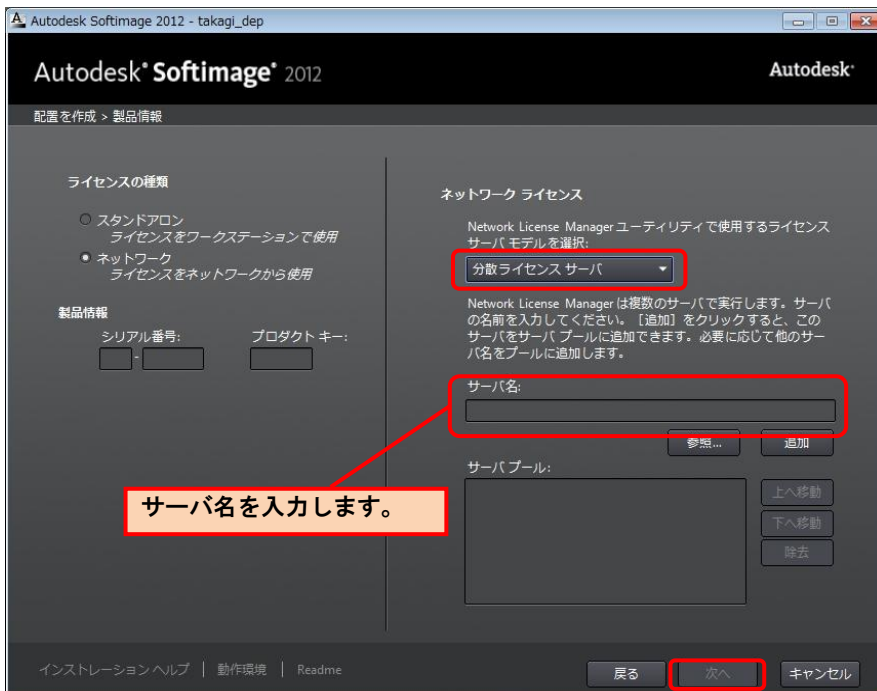 Autodesk Softimage 2012 - takagi_dep
Autodesk® Softimage® 2012
Autodesk®
配置を作成 > 製品情報
ライセンスの種類
スタンドアロン
ライセンスをワークステーションで使用
ネットワーク
ライセンスをネットワークから使用
製品情報
シリアル番号:
プロダクト キー:
-
ネットワーク ライセンス
Network License Manager ユーティリティで使用するライセンス
サーバ モデルを選択:
分散ライセンス サーバ
Network License Manager は複数のサーバで実行します。サーバ
の名前を入力してください。［追加］をクリックすると、この
サーバをサーバ プールに追加できます。必要に応じて他のサー
バ名をプールに追加します。
サーバ名:
参照...
追加
サーバ プール:
上へ移動
下へ移動
除去
サーバ名を入力します。
インストレーション ヘルプ | 動作環境 | Readme
戻る
次へ
キャンセル